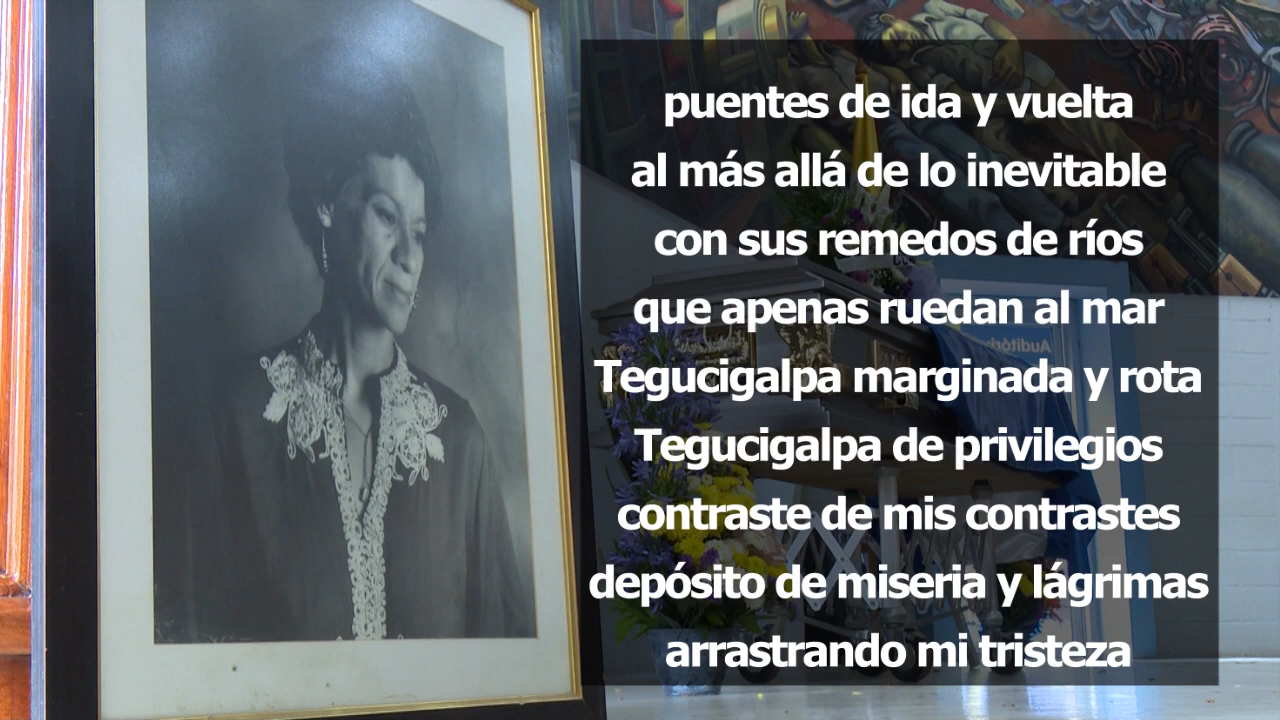 puentes de ida y vuelta
al más allá de lo inevitable
con sus remedos de ríos
que apenas ruedan al mar
Tegucigalpa marginada y rota
Tegucigalpa de privilegios
contraste de mis contrastes
depósito de miseria y lágrimas
arrastrando mi tristeza
Auditório